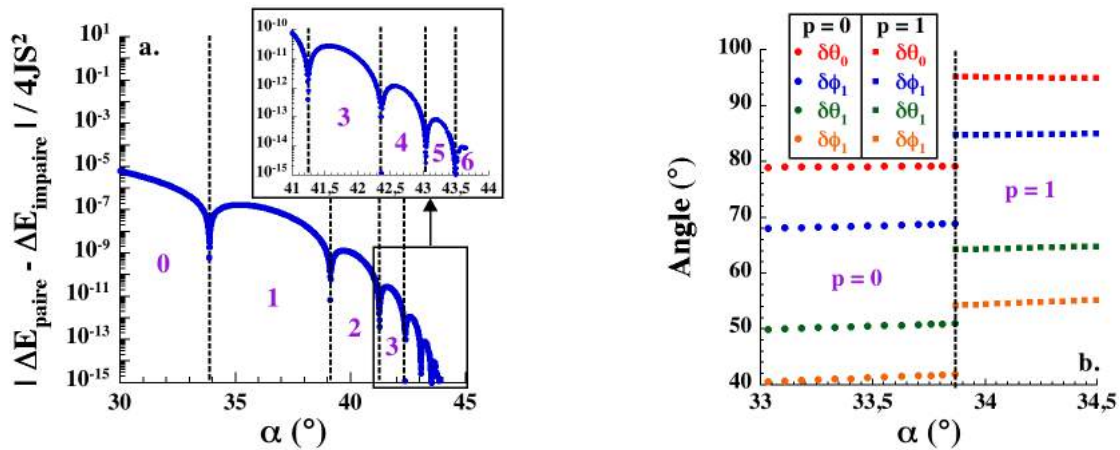 | ΔE_paire - ΔE_impaire | / 4JS²
a.
10³
10¹
10⁻¹
10⁻³
10⁻⁵
10⁻⁷
10⁻⁹
10⁻¹¹
10⁻¹³
10⁻¹⁵
0
1
2
3
30 35 40 45
α (°)
10⁻¹⁰
10⁻¹¹
10⁻¹²
10⁻¹³
10⁻¹⁴
10⁻¹⁵
3
4
5
6
41 41,5 42 42,5 43 43.5 44
Angle (°)
100
90
80
70
60
50
40
p = 0 p = 1
δθ₀ δθ₀
δϕ₁ δϕ₁
δθ₁ δθ₁
δϕ₁ δϕ₁
p = 1
p = 0
b.
33 33,5 34 34,5
α (°)